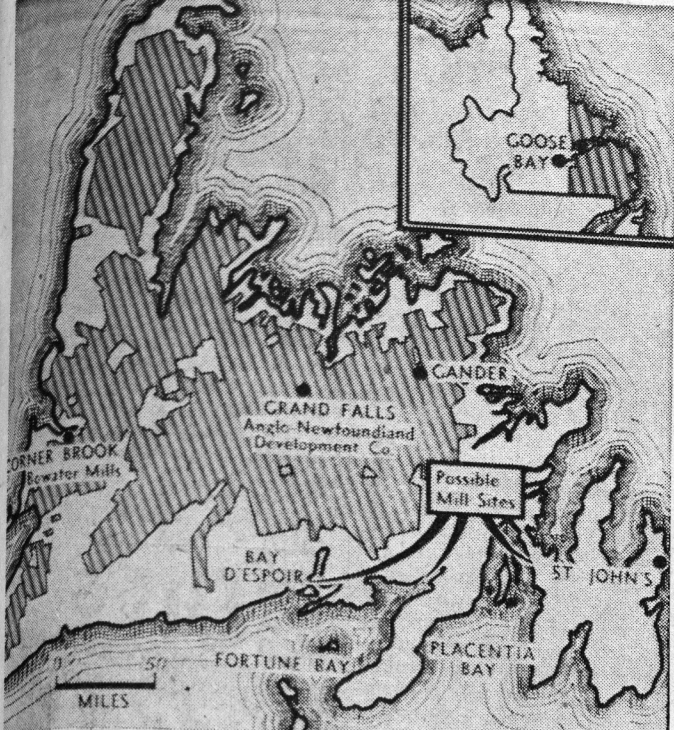 GOOSE
BAY
GANDER
GRAND FALLS
Anglo-Newfoundland
Development Co.
CORNER BROOK
Bowater Mills
Possible
Mill Sites
BAY
D'ESPOIR
ST JOHN'S
FORTUNE BAY
PLACENTIA
BAY
0 50
MILES